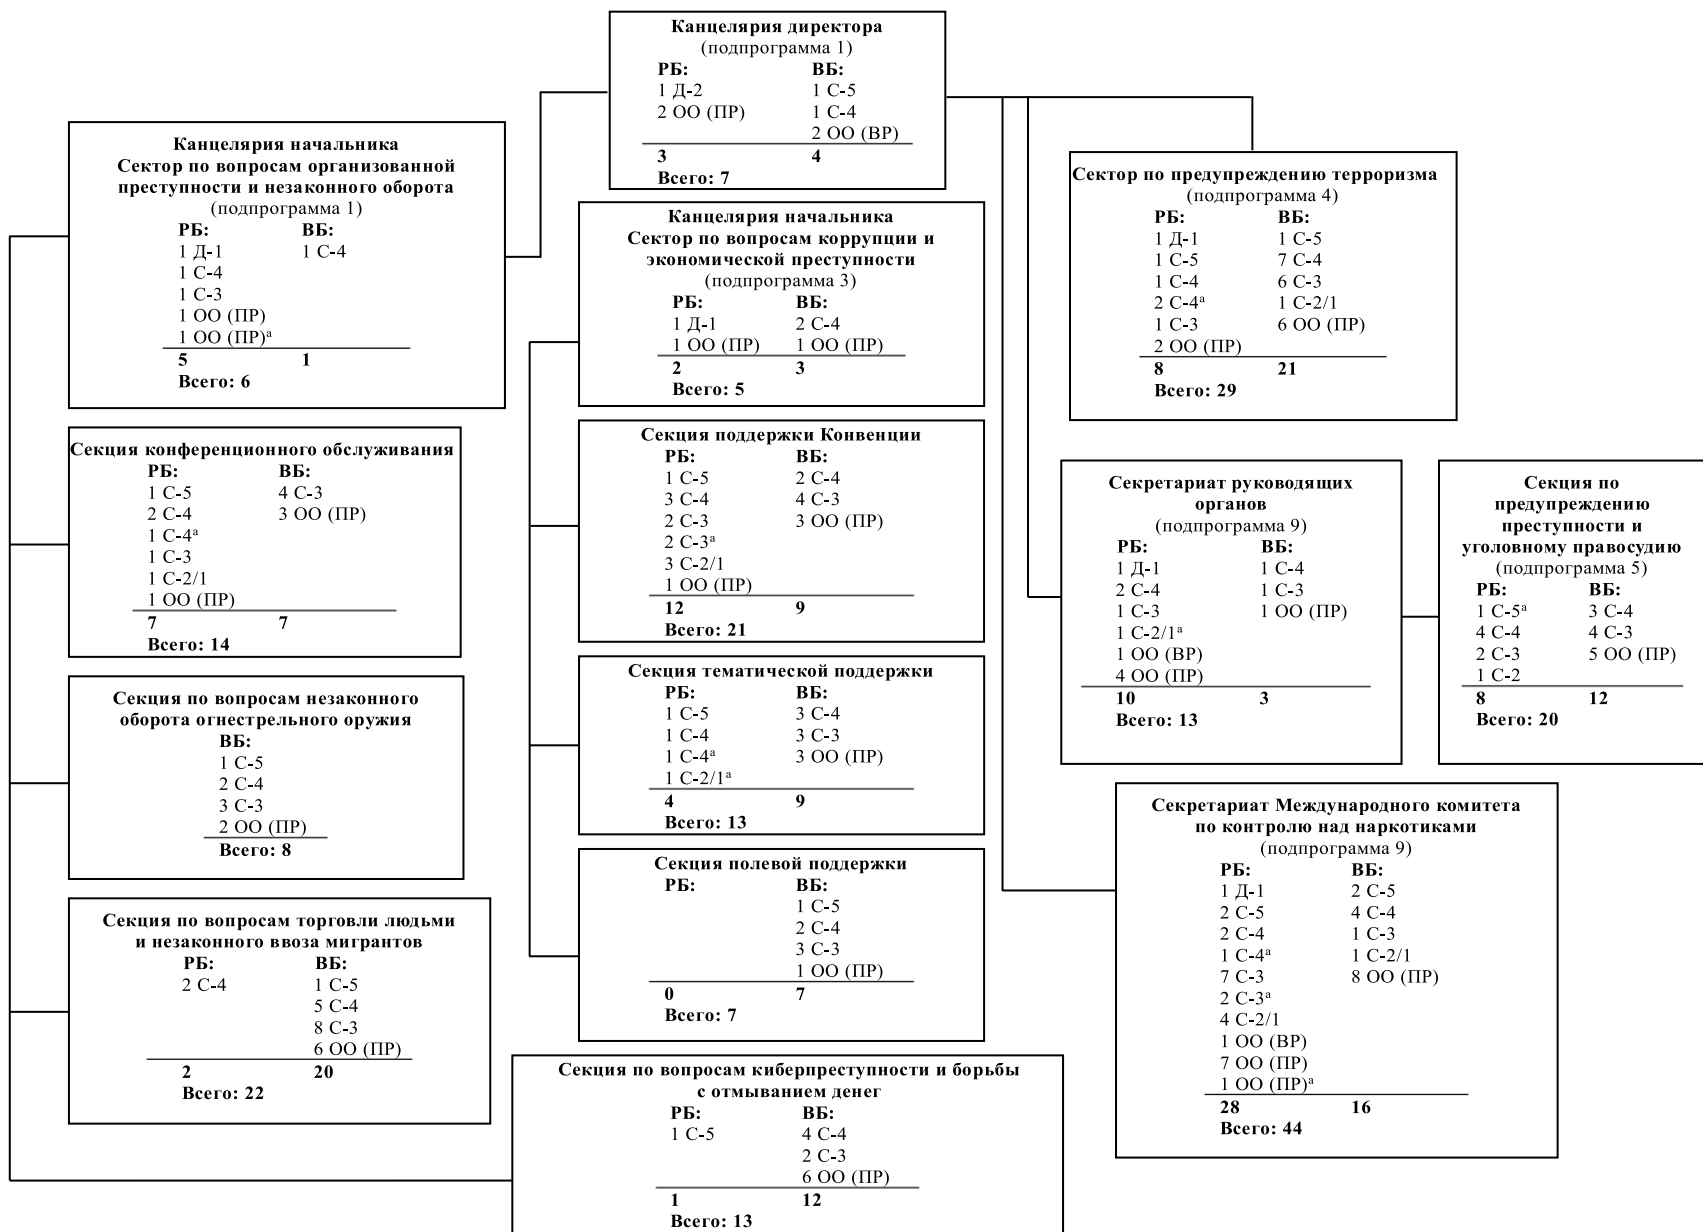 Канцелярия директора
(подпрограмма 1)
РБ: ВБ:
1 Д-2 1 С-5
2 ОО (ПР) 1 С-4
2 ОО (ВР)
3 4
Всего: 7
Канцелярия начальника
Сектор по вопросам организованной
преступности и незаконного оборота
(подпрограмма 1)
РБ: ВБ:
1 Д-1 1 С-4
1 С-4
1 С-3
1 ОО (ПР)
1 ОО (ПР)ᵃ
5 1
Всего: 6
Секция конференционного обслуживания
РБ: ВБ:
1 С-5 4 С-3
2 С-4 3 ОО (ПР)
1 С-4ᵃ
1 С-3
1 С-2/1
1 ОО (ПР)
7 7
Всего: 14
Секция по вопросам незаконного
оборота огнестрельного оружия
ВБ:
1 С-5
2 С-4
3 С-3
2 ОО (ПР)
Всего: 8
Секция по вопросам торговли людьми
и незаконного ввоза мигрантов
РБ: ВБ:
2 С-4 1 С-5
5 С-4
8 С-3
6 ОО (ПР)
2 20
Всего: 22
Канцелярия начальника
Сектор по вопросам коррупции и
экономической преступности
(подпрограмма 3)
РБ: ВБ:
1 Д-1 2 С-4
1 ОО (ПР) 1 ОО (ПР)
2 3
Всего: 5
Секция поддержки Конвенции
РБ: ВБ:
1 С-5 2 С-4
3 С-4 4 С-3
2 С-3 3 ОО (ПР)
2 С-3ᵃ
3 С-2/1
1 ОО (ПР)
12 9
Всего: 21
Секция тематической поддержки
РБ: ВБ:
1 С-5 3 С-4
1 С-4 3 С-3
1 С-4ᵃ 3 ОО (ПР)
1 С-2/1ᵃ
4 9
Всего: 13
Секция полевой поддержки
РБ: ВБ:
1 С-5
2 С-4
3 С-3
1 ОО (ПР)
0 7
Всего: 7
Секция по вопросам киберпреступности и борьбы
с отмыванием денег
РБ: ВБ:
1 С-5 4 С-4
2 С-3
6 ОО (ПР)
1 12
Всего: 13
Сектор по предупреждению терроризма
(подпрограмма 4)
РБ: ВБ:
1 Д-1 1 С-5
1 С-5 7 С-4
1 С-4 6 С-3
2 С-4ᵃ 1 С-2/1
1 С-3 6 ОО (ПР)
2 ОО (ПР)
8 21
Всего: 29
Секретариат руководящих
органов
(подпрограмма 9)
РБ: ВБ:
1 Д-1 1 С-4
2 С-4 1 С-3
1 С-3 1 ОО (ПР)
1 С-2/1ᵃ
1 ОО (ВР)
4 ОО (ПР)
10 3
Всего: 13
Секция по
предупреждению
преступности и
уголовному правосудию
(подпрограмма 5)
РБ: ВБ:
1 С-5ᵃ 3 С-4
4 С-4 4 С-3
2 С-3 5 ОО (ПР)
1 С-2
8 12
Всего: 20
Секретариат Международного комитета
по контролю над наркотиками
(подпрограмма 9)
РБ: ВБ:
1 Д-1 2 С-5
2 С-5 4 С-4
2 С-4 1 С-3
1 С-4ᵃ 1 С-2/1
7 С-3 8 ОО (ПР)
2 С-3ᵃ
4 С-2/1
1 ОО (ВР)
7 ОО (ПР)
1 ОО (ПР)ᵃ
28 16
Всего: 44